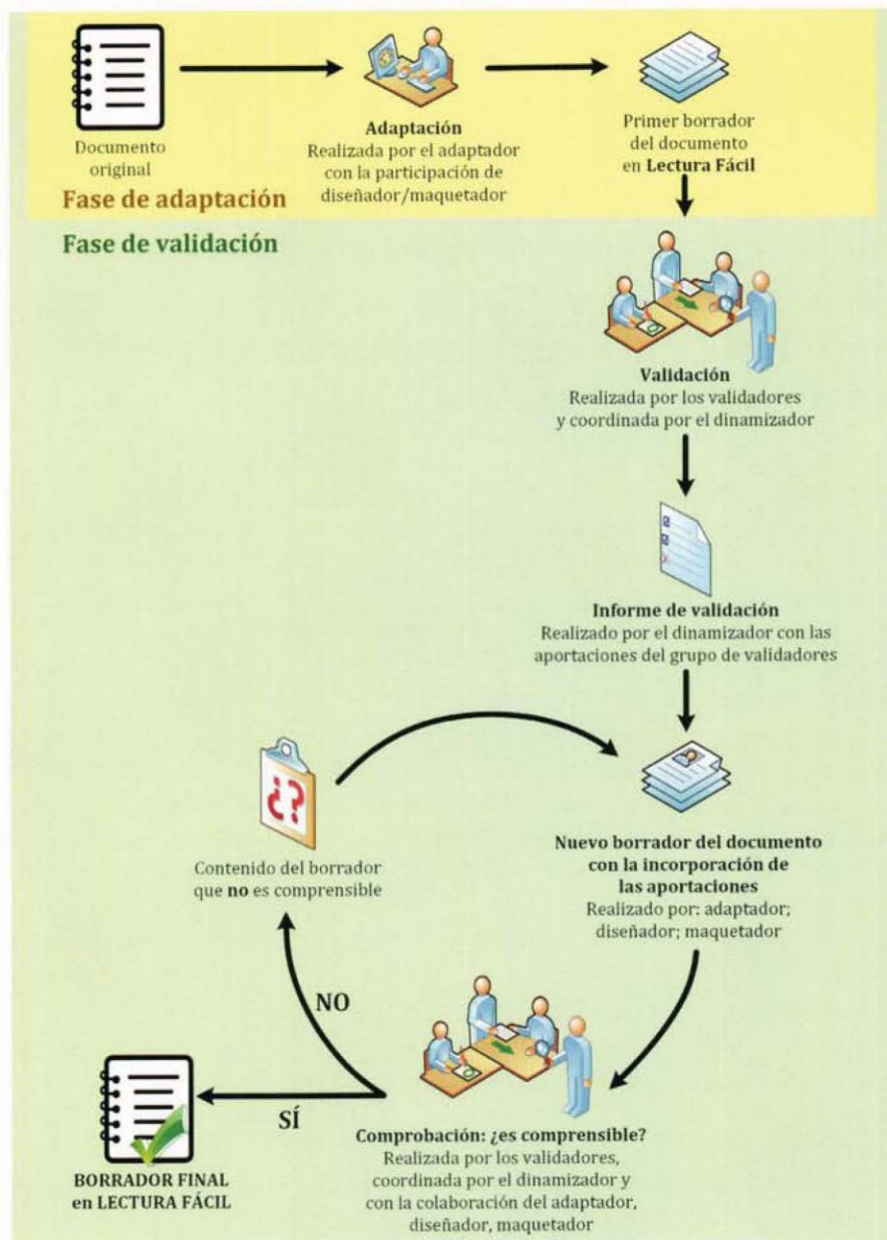 Documento
original
Adaptación
Realizada por el adaptador
con la participación de
diseñador/maquetador
Primer borrador
del documento
en Lectura Fácil
Fase de adaptación
Fase de validación
Validación
Realizada por los validadores
y coordinada por el dinamizador
Informe de validación
Realizado por el dinamizador con las
aportaciones del grupo de validadores
Nuevo borrador del documento
con la incorporación de
las aportaciones
Realizado por: adaptador;
diseñador; maquetador
¿?
Contenido del borrador
que no es comprensible
NO
SÍ
Comprobación: ¿es comprensible?
Realizada por los validadores,
coordinada por el dinamizador y
con la colaboración del adaptador,
diseñador, maquetador
BORRADOR FINAL
en LECTURA FÁCIL